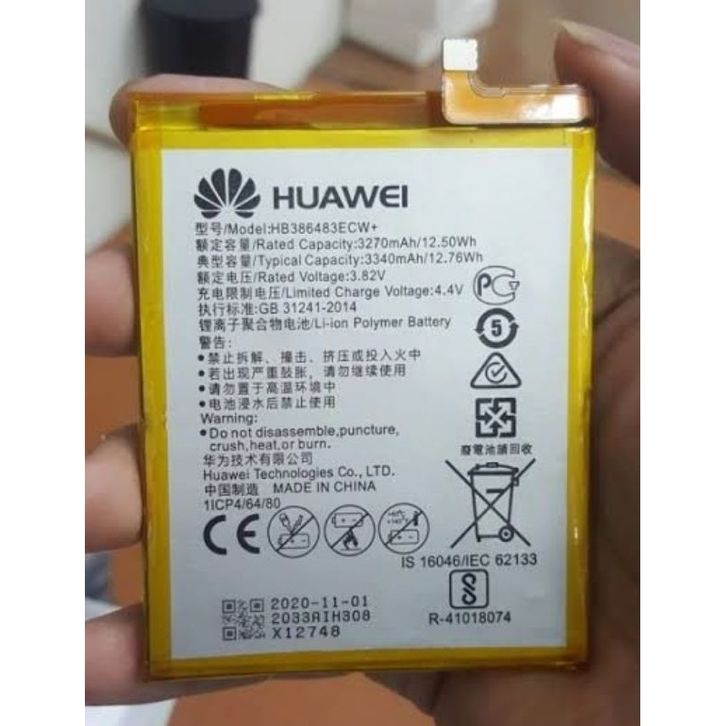 HUAWEI
型号/Model:HB386483ECW+
额定容量/Rated Capacity:3270mAh/12.50Wh
典型容量/Typical Capacity:3340mAh/12.76Wh
额定电压/Rated Voltage:3.82V
充电限制电压/Limited Charge Voltage:4.4V
执行标准:GB 31241-2014
锂离子聚合物电池/Li-ion Polymer Battery
警告:
•禁止拆解、撞击、挤压或投入火中
•若出现严重鼓胀，请勿继续使用
•请勿置于高温环境中
•电池浸水后禁止使用
Warning:
•Do not disassemble,puncture,
crush,heat,or burn.
华为技术有限公司
Huawei Technologies Co., LTD.
中国制造 MADE IN CHINA
1ICP4/64/80
PC
5
廢電池請回收
CE
IS 16046/IEC 62133
R-41018074
2020-11-01
2033AIH308
X12748